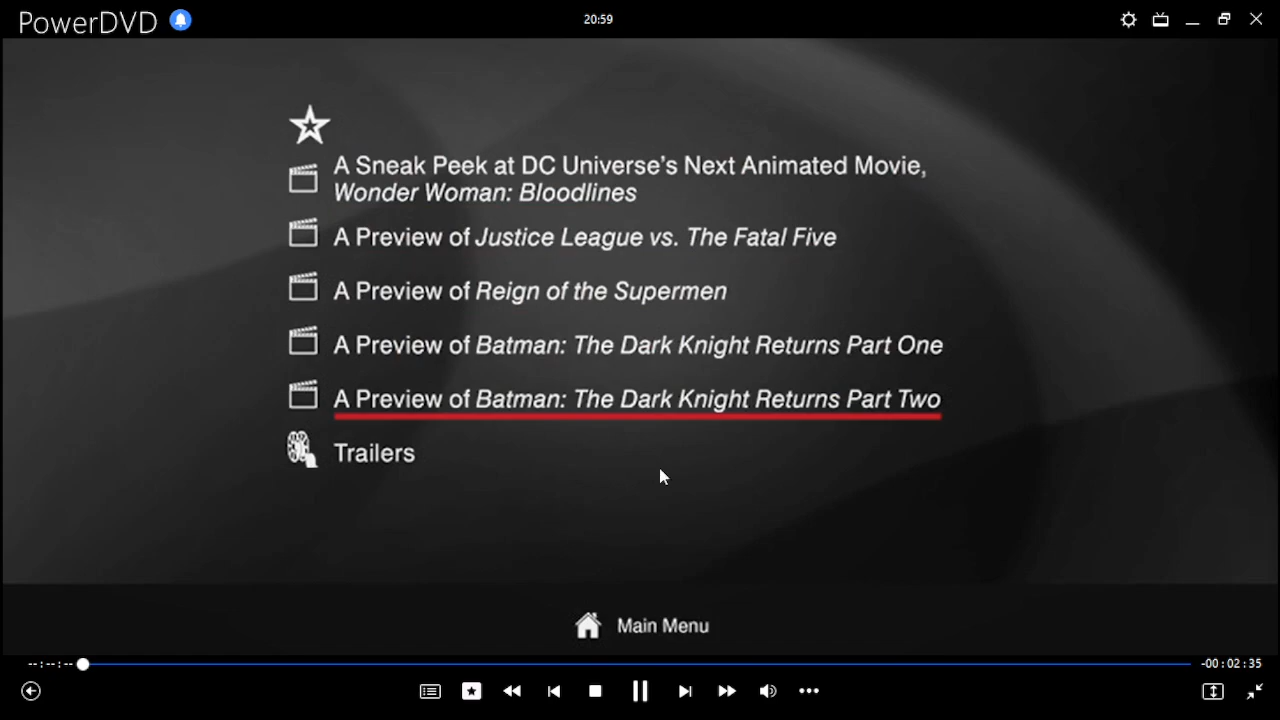 PowerDVD
20:59
A Sneak Peek at DC Universe's Next Animated Movie,
Wonder Woman: Bloodlines
A Preview of Justice League vs. The Fatal Five
A Preview of Reign of the Supermen
A Preview of Batman: The Dark Knight Returns Part One
A Preview of Batman: The Dark Knight Returns Part Two
Trailers
Main Menu
--:--:--
-00:02:35